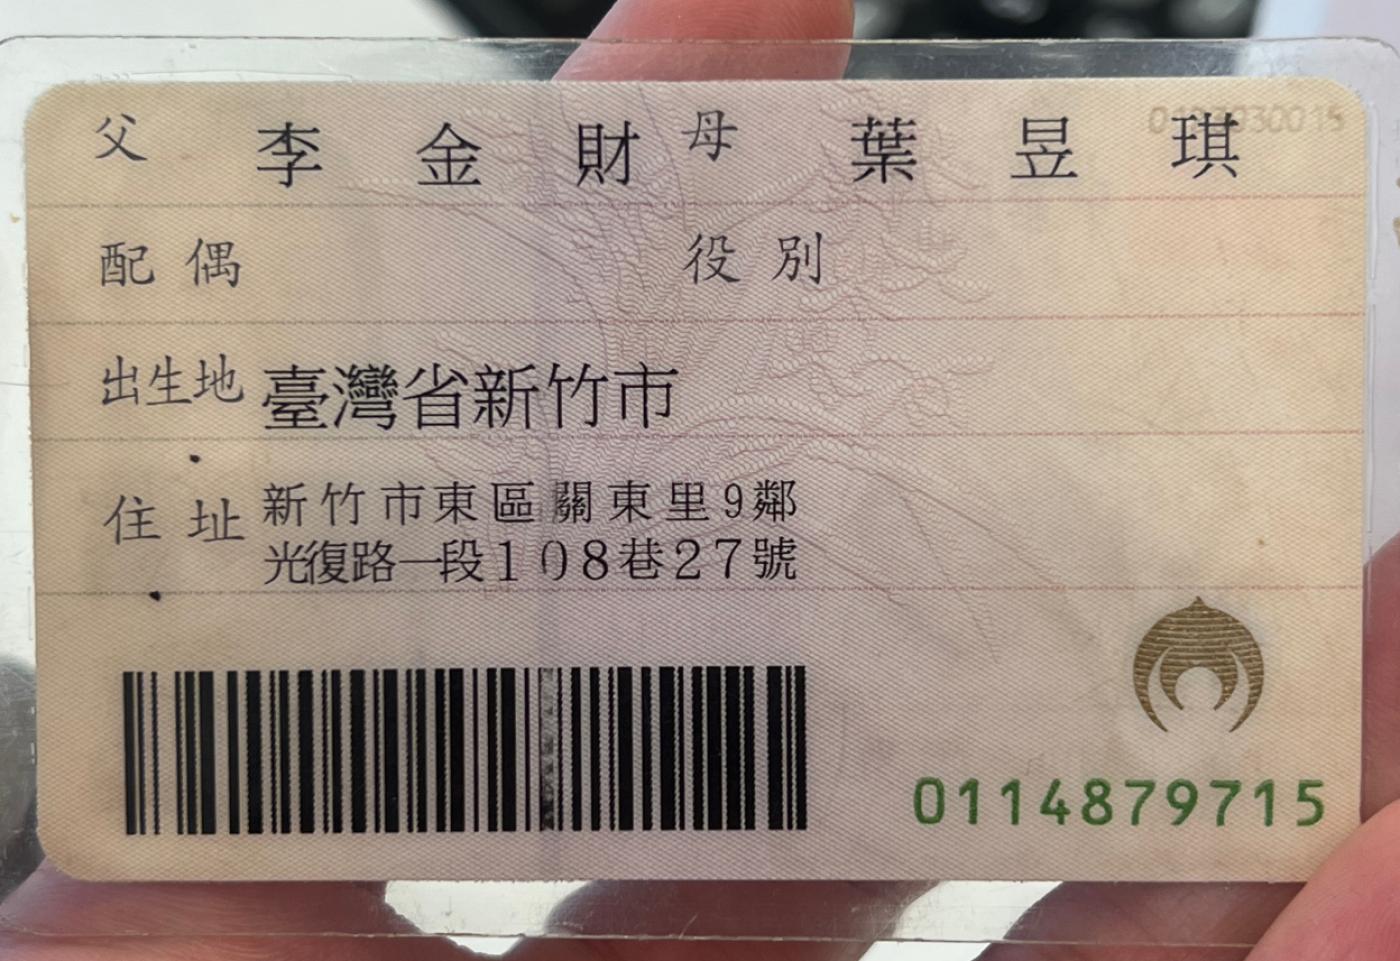 父 李金財 母 葉昱琪
配偶 役別
出生地 臺灣省新竹市
住址 新竹市東區關東里9鄰
光復路一段108巷27號
0114879715